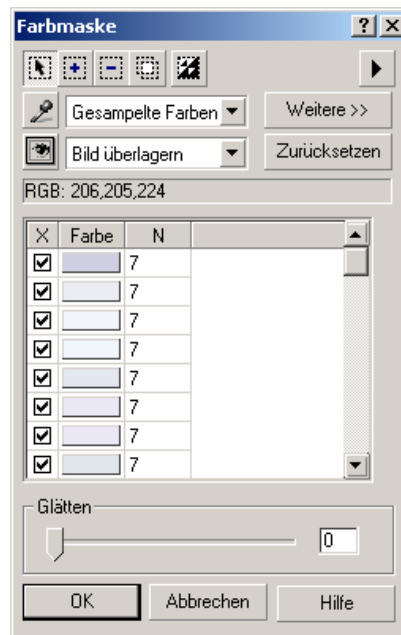 Farbmaske
Gesampelte Farben
Weitere >>
Bild überlagern
Zurücksetzen
RGB: 206,205,224
X Farbe N
7
7
7
7
7
7
7
7
Glätten
0
OK Abbrechen Hilfe